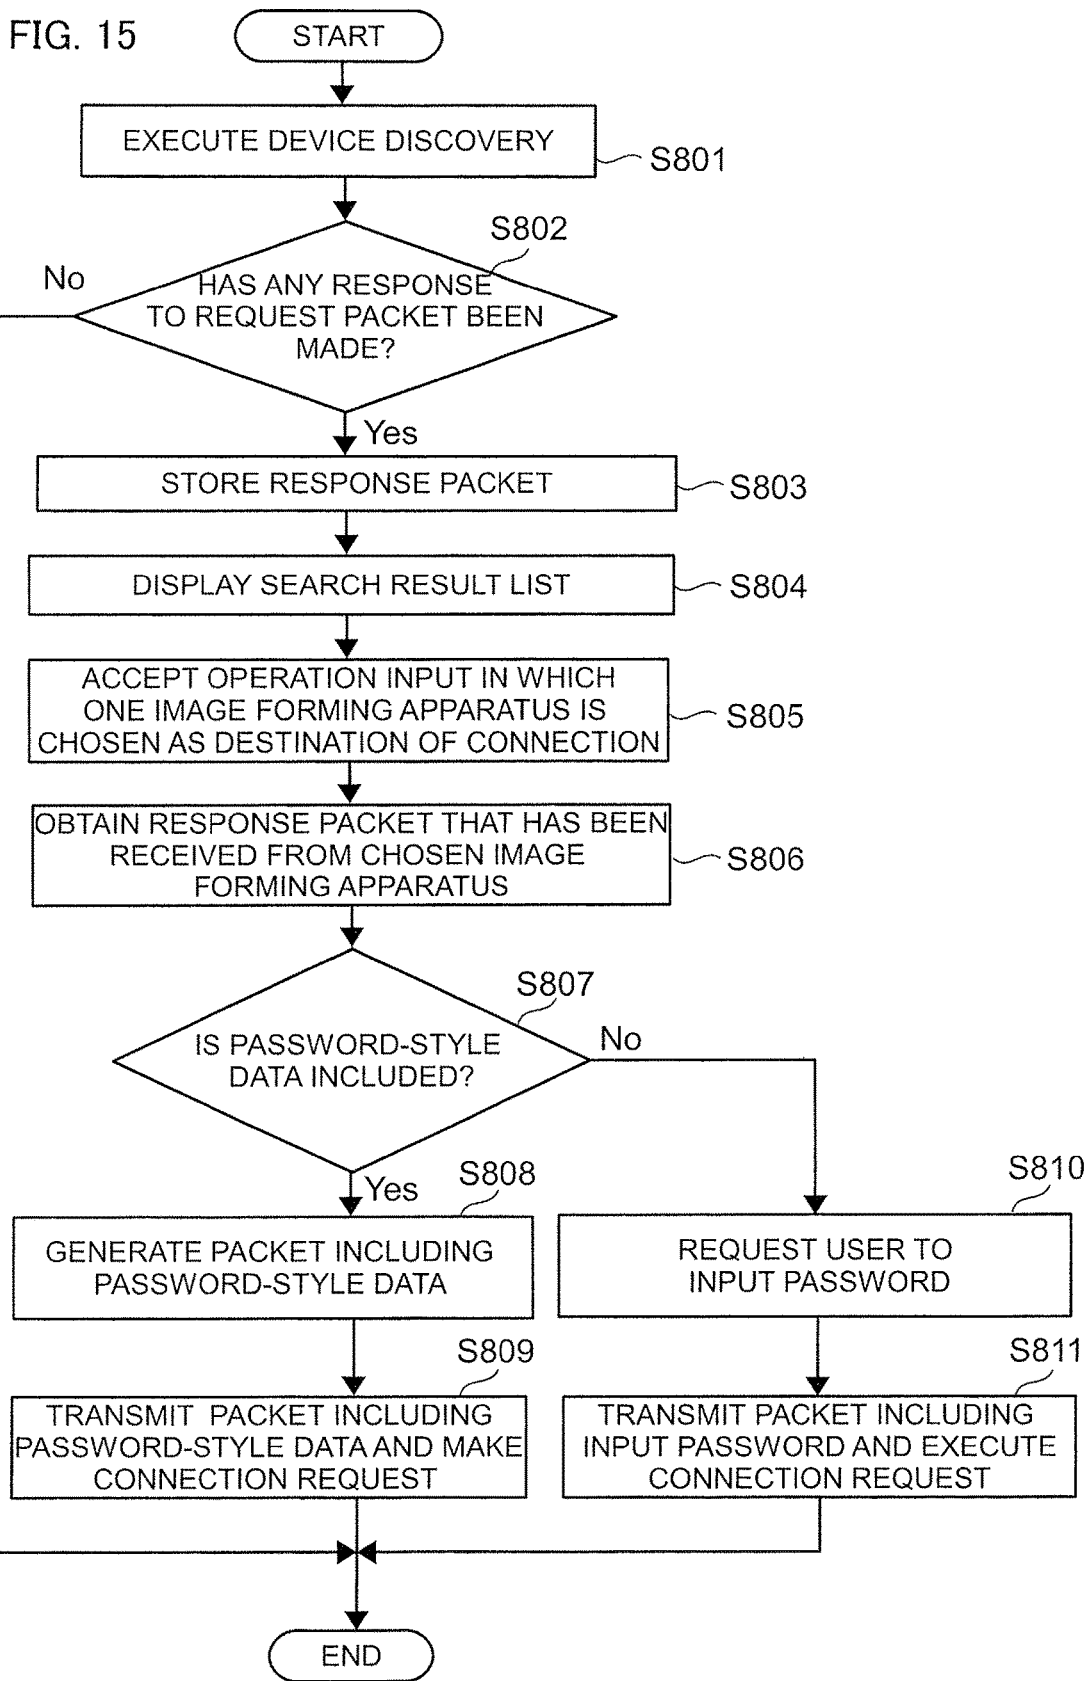 FIG. 15
START
EXECUTE DEVICE DISCOVERY
S801
S802
No
HAS ANY RESPONSE
TO REQUEST PACKET BEEN
MADE?
Yes
STORE RESPONSE PACKET
S803
DISPLAY SEARCH RESULT LIST
S804
ACCEPT OPERATION INPUT IN WHICH
ONE IMAGE FORMING APPARATUS IS
CHOSEN AS DESTINATION OF CONNECTION
S805
OBTAIN RESPONSE PACKET THAT HAS BEEN
RECEIVED FROM CHOSEN IMAGE
FORMING APPARATUS
S806
S807
IS PASSWORD-STYLE
DATA INCLUDED?
No
Yes
S808
GENERATE PACKET INCLUDING
PASSWORD-STYLE DATA
S810
REQUEST USER TO
INPUT PASSWORD
S809
TRANSMIT PACKET INCLUDING
PASSWORD-STYLE DATA AND MAKE
CONNECTION REQUEST
S811
TRANSMIT PACKET INCLUDING
INPUT PASSWORD AND EXECUTE
CONNECTION REQUEST
END